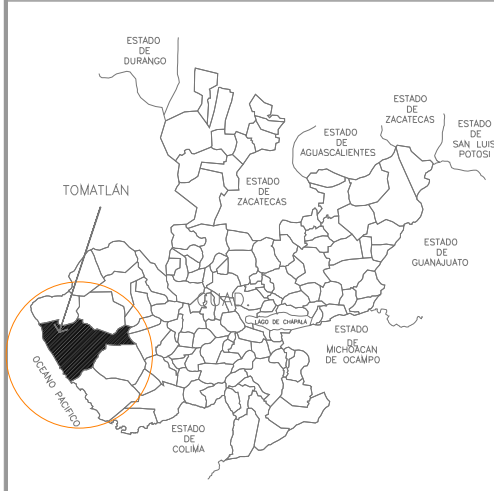 ESTADO
DE
DURANGO
ESTADO
DE
ZACATECAS
ESTADO
DE
SAN LUIS
POTOSI
ESTADO
DE
AGUASCALIENTES
TOMATLÁN
ESTADO
DE
ZACATECAS
ESTADO
DE
GUANAJUATO
GUAD.
LAGO DE CHAPALA
ESTADO
DE
MICHOACAN
DE OCAMPO
OCEANO PACIFICO
ESTADO
DE
COLIMA